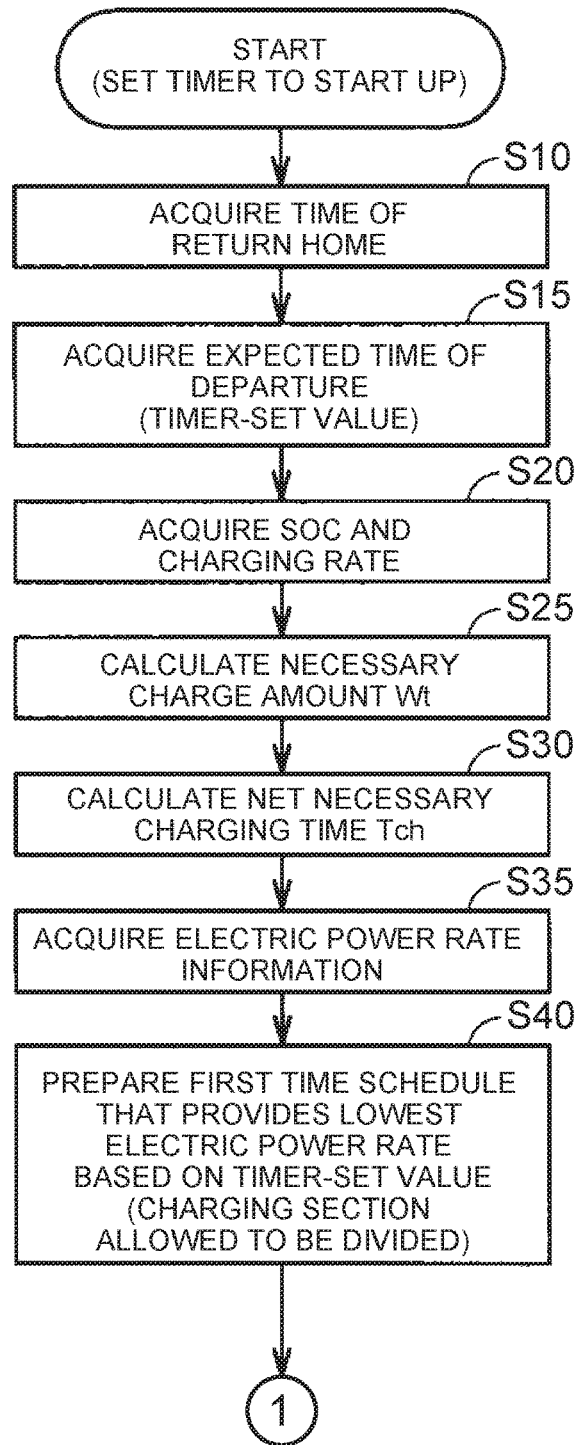 START
(SET TIMER TO START UP)
S10
ACQUIRE TIME OF
RETURN HOME
S15
ACQUIRE EXPECTED TIME OF
DEPARTURE
(TIMER-SET VALUE)
S20
ACQUIRE SOC AND
CHARGING RATE
S25
CALCULATE NECESSARY
CHARGE AMOUNT Wt
S30
CALCULATE NET NECESSARY
CHARGING TIME Tch
S35
ACQUIRE ELECTRIC POWER RATE
INFORMATION
S40
PREPARE FIRST TIME SCHEDULE
THAT PROVIDES LOWEST
ELECTRIC POWER RATE
BASED ON TIMER-SET VALUE
(CHARGING SECTION
ALLOWED TO BE DIVIDED)
1